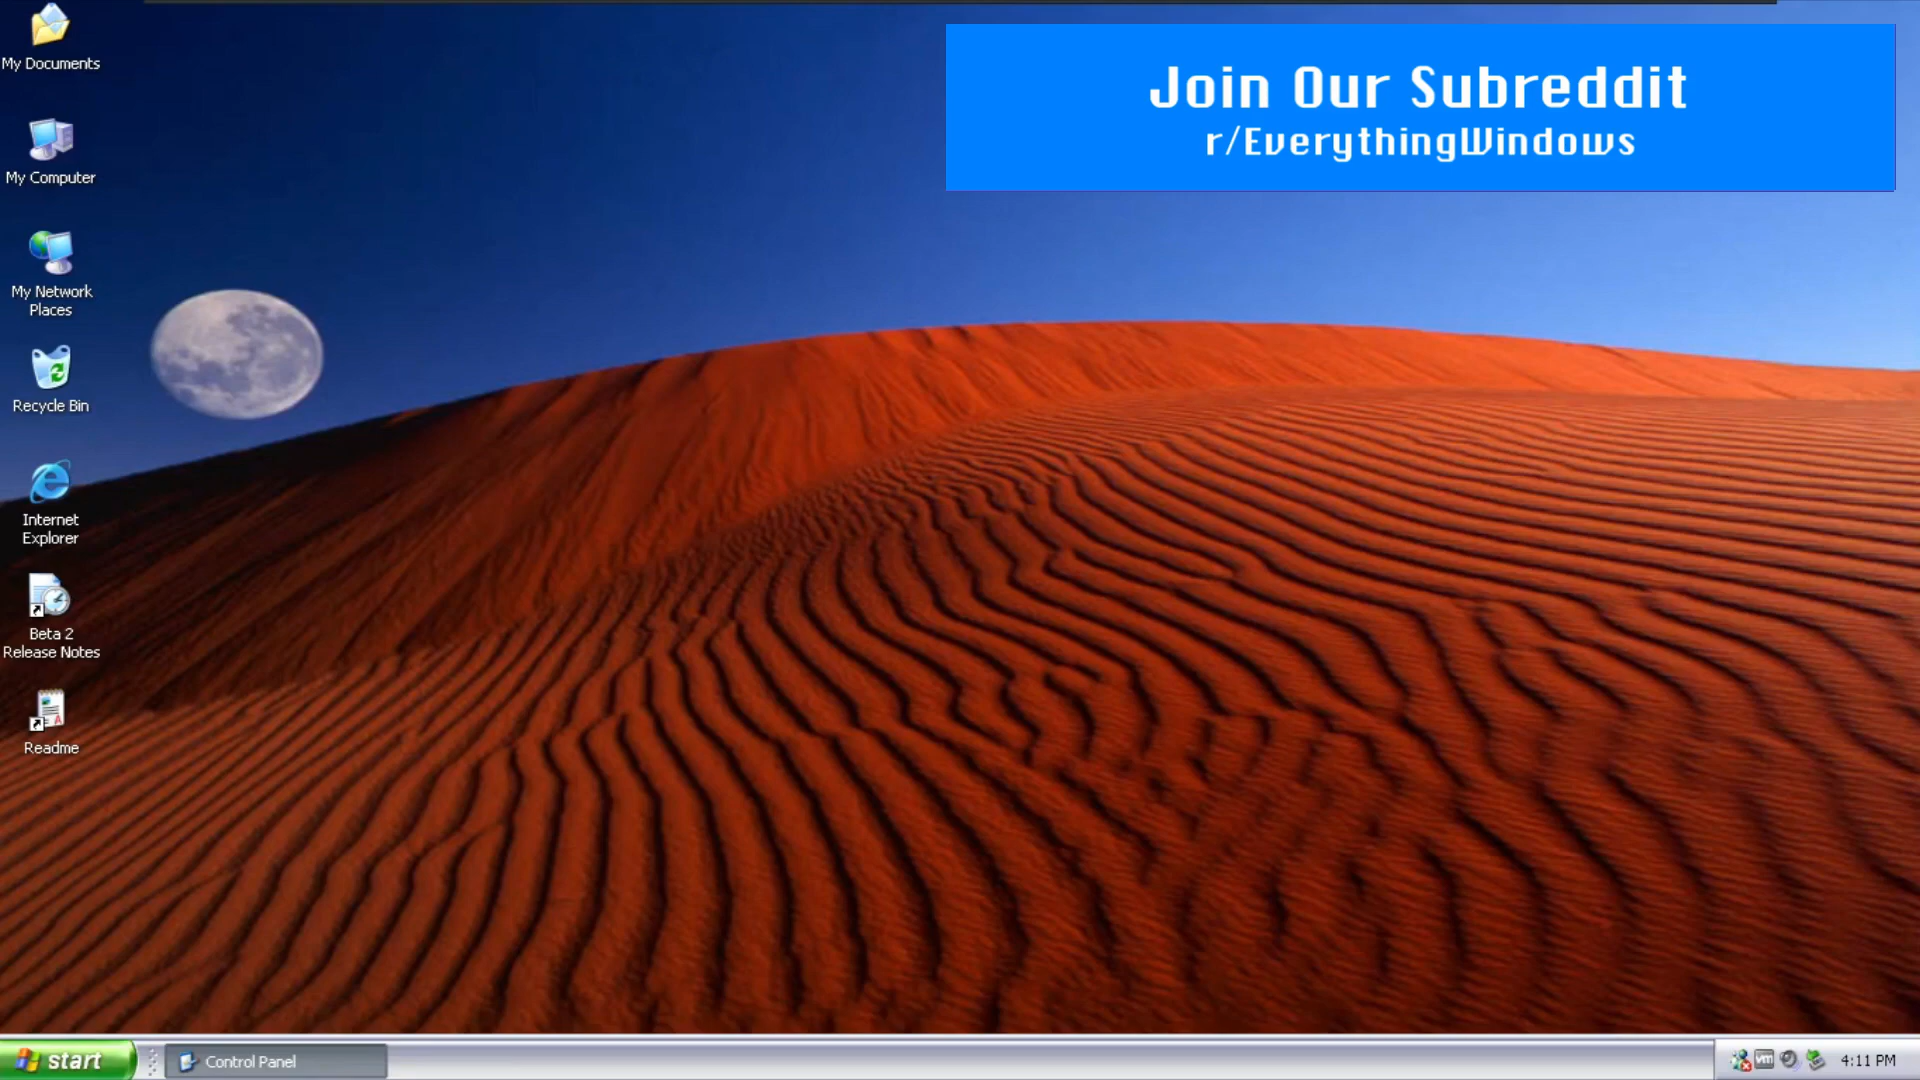 My Documents
My Computer
My Network
Places
Recycle Bin
Internet
Explorer
Beta 2
Release Notes
Readme
Join Our Subreddit
r/EverythingWindows
start
Control Panel
vm
4:11 PM